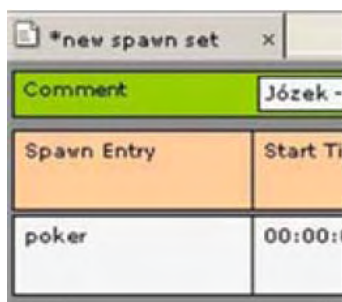 *new spawn set ×
Comment Józek -
Spawn Entry Start Ti
poker 00:00: